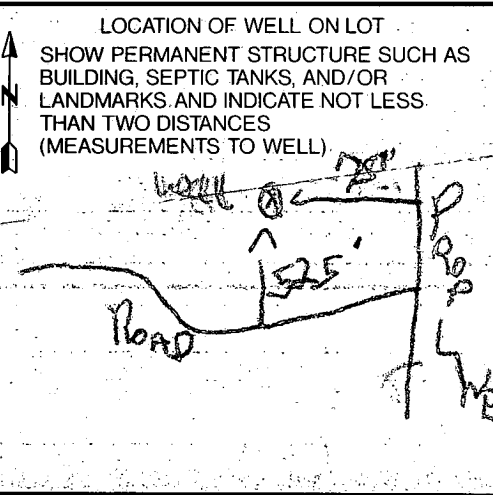 LOCATION OF WELL ON LOT
SHOW PERMANENT STRUCTURE SUCH AS
BUILDING, SEPTIC TANKS, AND/OR
LANDMARKS AND INDICATE NOT LESS
THAN TWO DISTANCES
(MEASUREMENTS TO WELL)
N
well
525'
ROAD
PROP
LINE